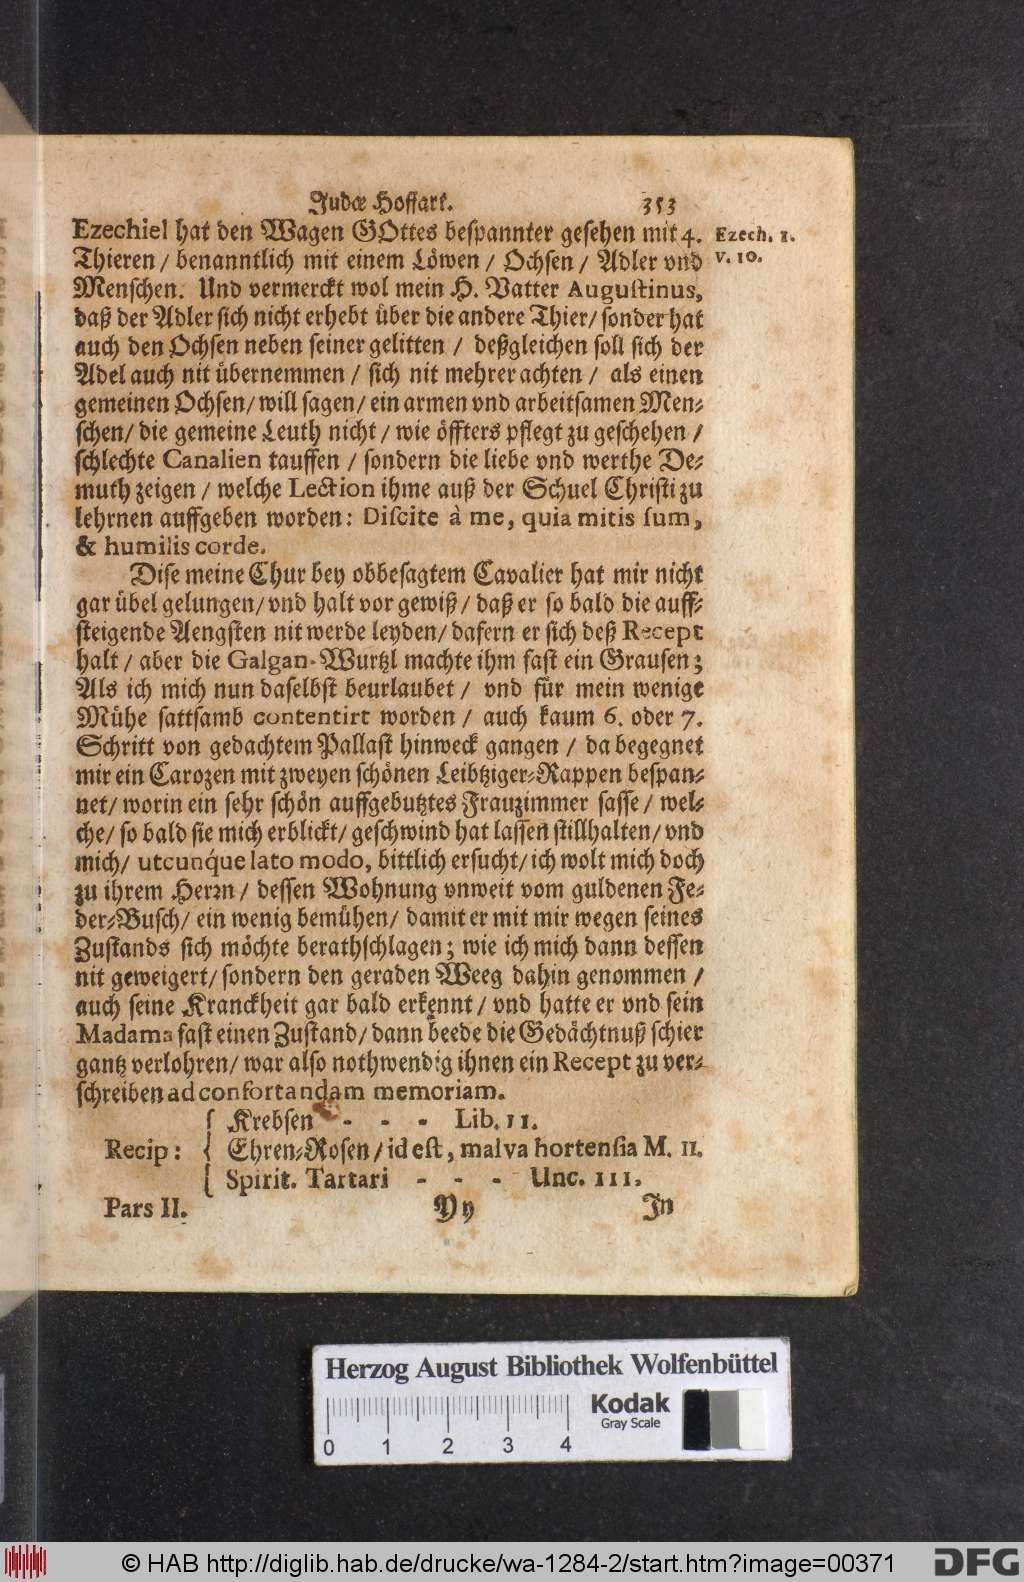 Judæ Hoffart. 353
Ezechiel hat den Wagen GOttes bespannter gesehen mit 4.
Ezech. 1.
v. 10.
Thieren / benanntlich mit einem Löwen / Ochsen / Adler vnd
Menschen. Und vermerckt wol mein H. Vatter Augustinus,
daß der Adler sich nicht erhebt über die andere Thier / sonder hat
auch den Ochsen neben seiner gelitten / deßgleichen soll sich der
Adel auch nit übernemmen / sich nit mehrer achten / als einen
gemeinen Ochsen / will sagen / ein armen vnd arbeitsamen Men-
schen / die gemeine Leuth nicht / wie öffters pflegt zu geschehen /
schlechte Canalien tauffen / sondern die liebe vnd werthe De-
muth zeigen / welche Lection ihme auß der Schuel Christi zu
lehrnen auffgeben worden: Discite à me, quia mitis sum,
& humilis corde.
Dise meine Chur bey obbesagtem Cavalier hat mir nicht
gar übel gelungen / vnd halt vor gewiß / daß er so bald die auff-
steigende Aengsten nit werde leyden / dafern er sich deß Recept
halt / aber die Galgan-Wurtzl machte ihm fast ein Grausen;
Als ich mich nun daselbst beurlaubet / vnd für mein wenige
Mühe sattsamb contentirt worden / auch kaum 6. oder 7.
Schritt von gedachtem Pallast hinweck gangen / da begegnet
mir ein Carozen mit zweyen schönen Leibtziger-Rappen bespan-
net / worin ein sehr schön auffgebutztes Frauzimmer sasse / wel-
che / so bald sie mich erblickt / geschwind hat lassen stillhalten / vnd
mich / utcunque lato modo, bittlich ersucht / ich wolt mich doch
zu ihrem Herrn / dessen Wohnung vnweit vom guldenen Fe-
der-Busch / ein wenig bemühen / damit er mit mir wegen seines
Zustands sich möchte berathschlagen; wie ich mich dann dessen
nit geweigert / sondern den geraden Weeg dahin genommen /
auch seine Kranckheit gar bald erkennt / vnd hatte er vnd sein
Madama fast einen Zustand / dann beede die Gedächtnuß schier
gantz verlohren / war also nothwendig ihnen ein Recept zu ver-
schreiben ad confortandam memoriam.
Krebsen - - - Lib. II.
Recip: Ehren-Rosen / id est, malva hortensia M. II.
Spirit. Tartari - - - Unc. III.
Pars II. Yy In
Herzog August Bibliothek Wolfenbüttel
Kodak
Gray Scale
0 1 2 3 4
© HAB http://diglib.hab.de/drucke/wa-1284-2/start.htm?image=00371
DFG